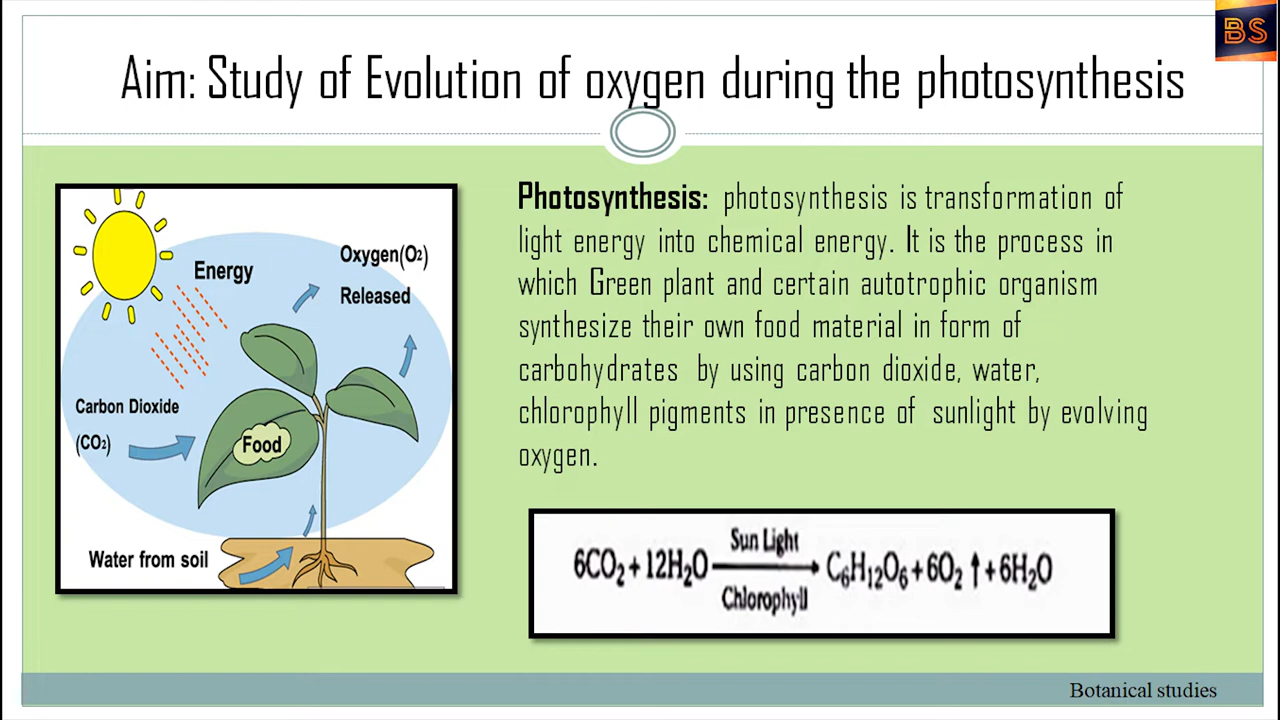 BS
Aim: Study of Evolution of oxygen during the photosynthesis
Energy
Oxygen(O₂)
Released
Carbon Dioxide
(CO₂)
Food
Water from soil
Photosynthesis: photosynthesis is transformation of
light energy into chemical energy. It is the process in
which Green plant and certain autotrophic organism
synthesize their own food material in form of
carbohydrates by using carbon dioxide, water,
chlorophyll pigments in presence of sunlight by evolving
oxygen.
Sun Light
6CO₂ + 12H₂O → C₆H₁₂O₆ + 6O₂ ↑ + 6H₂O
Chlorophyll
Botanical studies